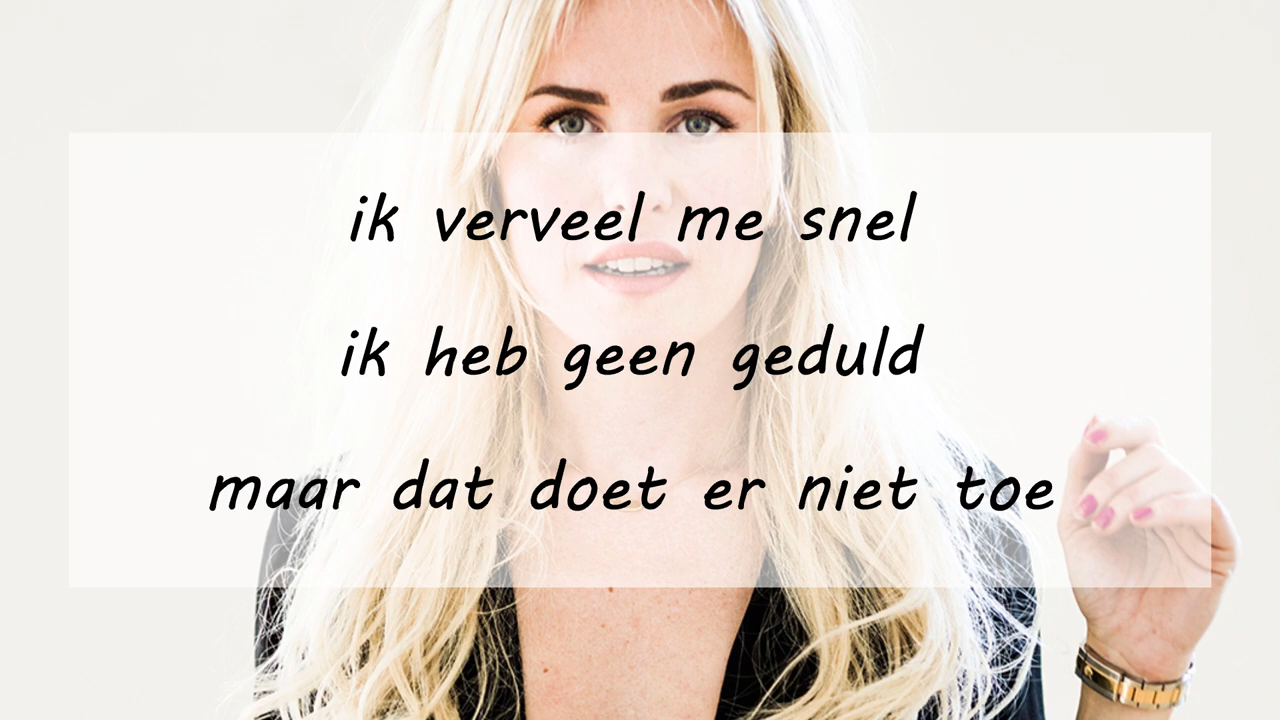 ik verveel me snel
ik heb geen geduld
maar dat doet er niet toe